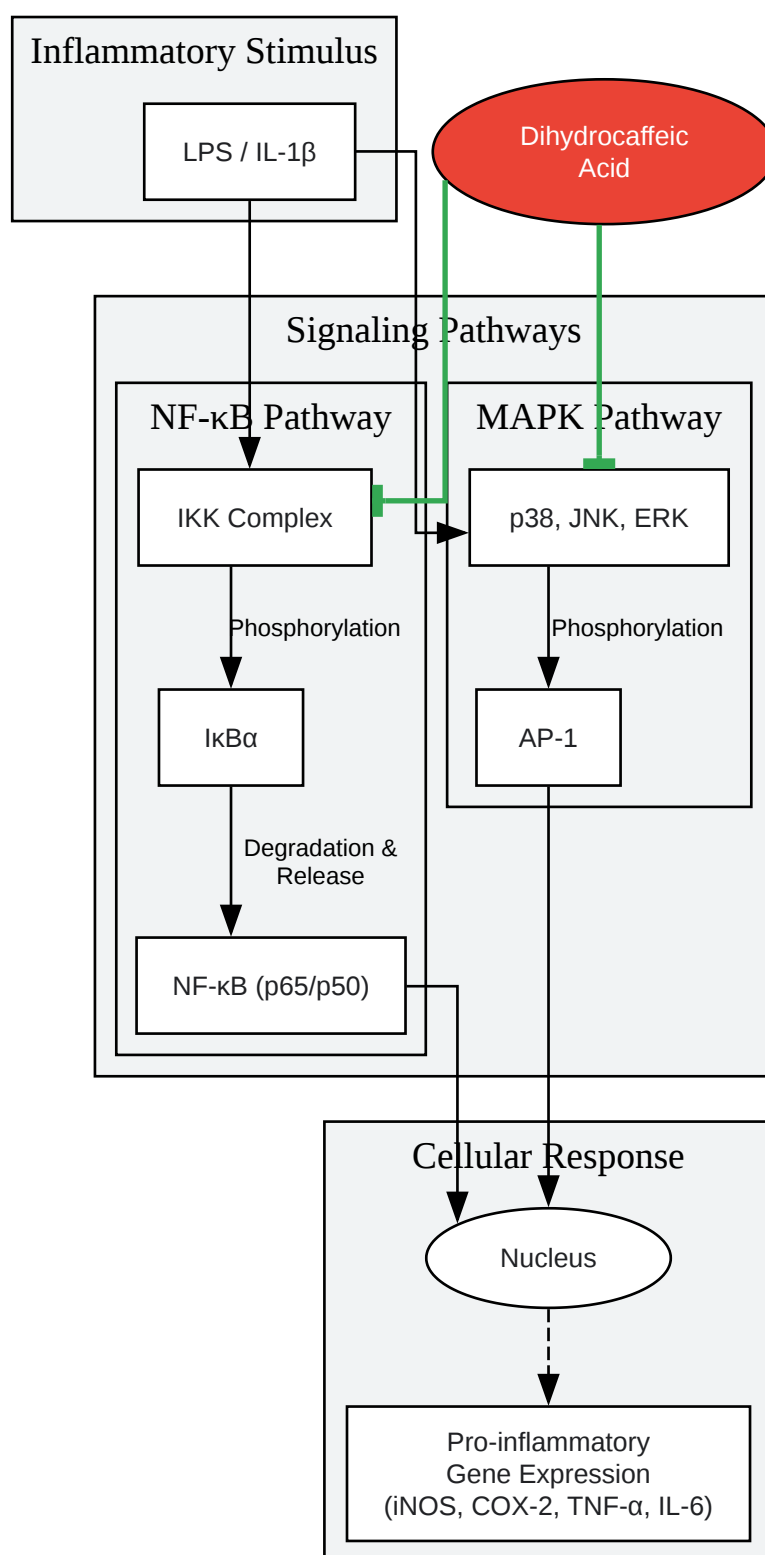 Inflammatory Stimulus
LPS / IL-1β
Dihydrocaffeic
Acid
Signaling Pathways
NF-κB Pathway
MAPK Pathway
IKK Complex
p38, JNK, ERK
Phosphorylation
Phosphorylation
IκBα
AP-1
Degradation &
Release
NF-κB (p65/p50)
Cellular Response
Nucleus
Pro-inflammatory
Gene Expression
(iNOS, COX-2, TNF-α, IL-6)